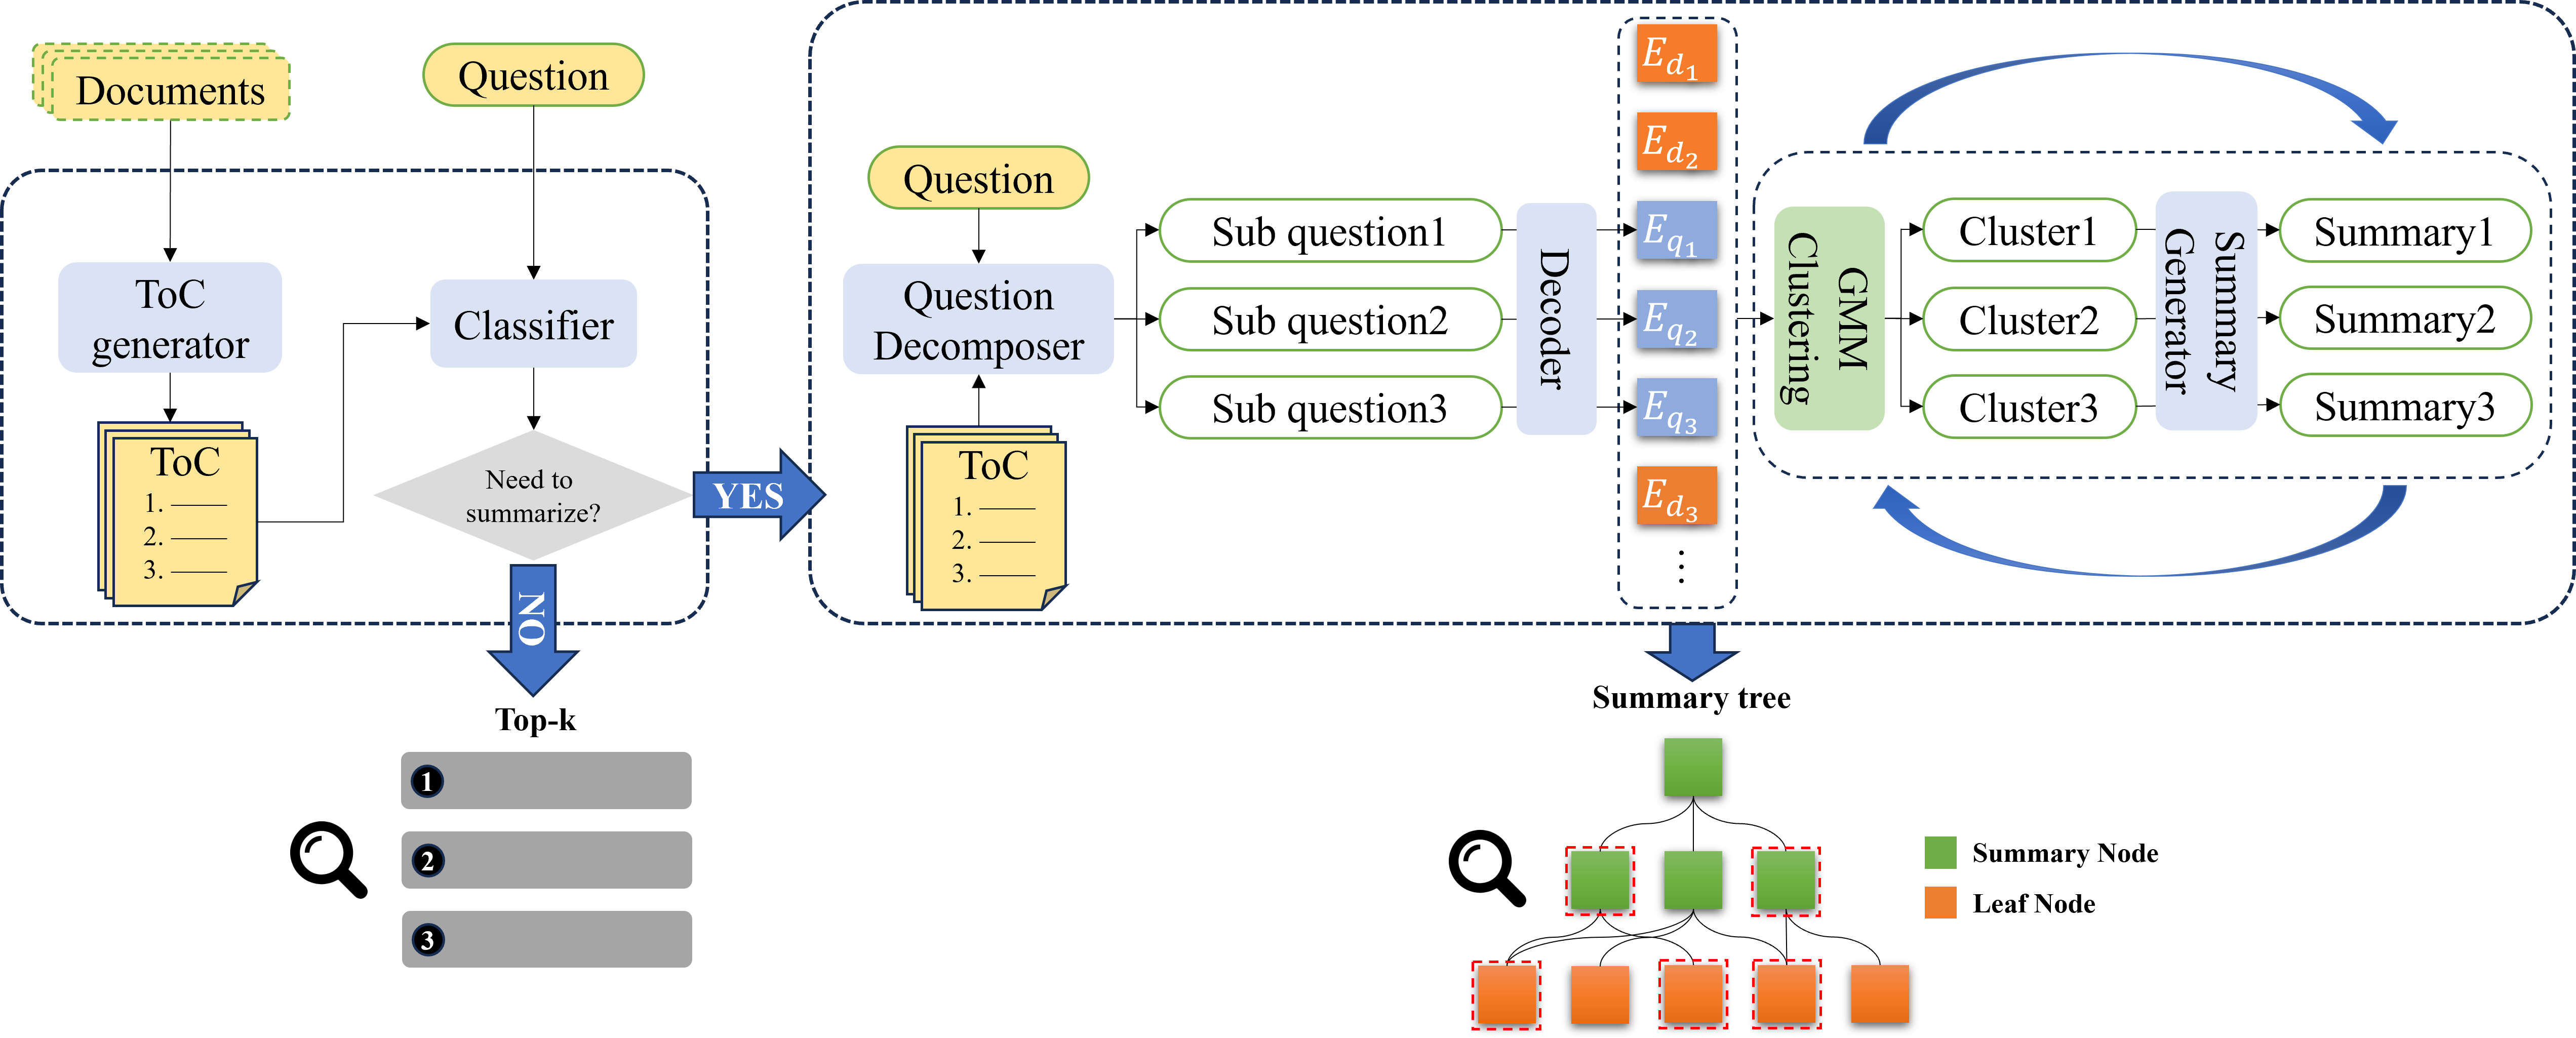 Documents
Question
ToC
generator
Classifier
ToC
1.
2.
3.
Need to
summarize?
YES
NO
Top-k
1
2
3
Question
Question
Decomposer
ToC
1.
2.
3.
Sub question1
Sub question2
Sub question3
Decoder
E_{d_1}
E_{d_2}
E_{q_1}
E_{q_2}
E_{q_3}
E_{d_3}
⋮
GMM
Clustering
Cluster1
Cluster2
Cluster3
Summary
Generator
Summary1
Summary2
Summary3
Summary tree
Summary Node
Leaf Node